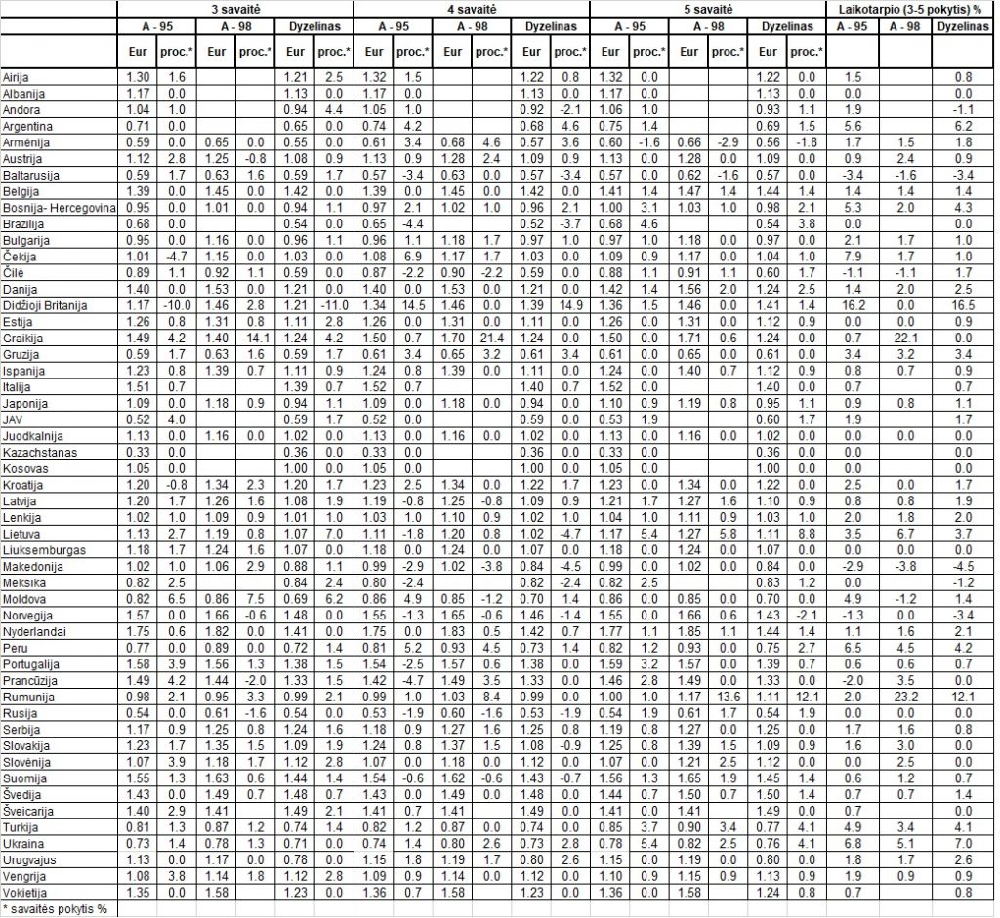 3 savaitė 4 savaitė 5 savaitė Laikotarpio (3-5 pokytis) %
A - 95 A - 98 Dyzelinas A - 95 A - 98 Dyzelinas A - 95 A - 98 Dyzelinas A - 95 A - 98 Dyzelinas
Eur proc.* Eur proc.* Eur proc.* Eur proc.* Eur proc.* Eur proc.* Eur proc.* Eur proc.* Eur proc.*
Airija 1.30 1.6 1.21 2.5 1.32 1.5 1.22 0.8 1.32 0.0 1.22 0.0 1.5 0.8
Albanija 1.17 0.0 1.13 0.0 1.17 0.0 1.13 0.0 1.17 0.0 1.13 0.0 0.0 0.0
Andora 1.04 1.0 0.94 4.4 1.05 1.0 0.92 -2.1 1.06 1.0 0.93 1.1 1.9 -1.1
Argentina 0.71 0.0 0.65 0.0 0.74 4.2 0.68 4.6 0.75 1.4 0.69 1.5 5.6 6.2
Armėnija 0.59 0.0 0.65 0.0 0.55 0.0 0.61 3.4 0.68 4.6 0.57 3.6 0.60 -1.6 0.66 -2.9 0.56 -1.8 1.7 1.5 1.8
Austrija 1.12 2.8 1.25 -0.8 1.08 0.9 1.13 0.9 1.28 2.4 1.09 0.9 1.13 0.0 1.28 0.0 1.09 0.0 0.9 2.4 0.9
Baltarusija 0.59 1.7 0.63 1.6 0.59 1.7 0.57 -3.4 0.63 0.0 0.57 -3.4 0.57 0.0 0.62 -1.6 0.57 0.0 -3.4 -1.6 -3.4
Belgija 1.39 0.0 1.45 0.0 1.42 0.0 1.39 0.0 1.45 0.0 1.42 0.0 1.41 1.4 1.47 1.4 1.44 1.4 1.4 1.4 1.4
Bosnija- Hercegovina 0.95 0.0 1.01 0.0 0.94 1.1 0.97 2.1 1.02 1.0 0.96 2.1 1.00 3.1 1.03 1.0 0.98 2.1 5.3 2.0 4.3
Brazilija 0.68 0.0 0.54 0.0 0.65 -4.4 0.52 -3.7 0.68 4.6 0.54 3.8 0.0 0.0
Bulgarija 0.95 0.0 1.16 0.0 0.96 1.1 0.96 1.1 1.18 1.7 0.97 1.0 0.97 1.0 1.18 0.0 0.97 0.0 2.1 1.7 1.0
Čekija 1.01 -4.7 1.15 0.0 1.03 0.0 1.08 6.9 1.17 1.7 1.03 0.0 1.09 0.9 1.17 0.0 1.04 1.0 7.9 1.7 1.0
Čilė 0.89 1.1 0.92 1.1 0.59 0.0 0.87 -2.2 0.90 -2.2 0.59 0.0 0.88 1.1 0.91 1.1 0.60 1.7 -1.1 -1.1 1.7
Danija 1.40 0.0 1.53 0.0 1.21 0.0 1.40 0.0 1.53 0.0 1.21 0.0 1.42 1.4 1.56 2.0 1.24 2.5 1.4 2.0 2.5
Didžioji Britanija 1.17 -10.0 1.46 2.8 1.21 -11.0 1.34 14.5 1.46 0.0 1.39 14.9 1.36 1.5 1.46 0.0 1.41 1.4 16.2 0.0 16.5
Estija 1.26 0.8 1.31 0.8 1.11 2.8 1.26 0.0 1.31 0.0 1.11 0.0 1.26 0.0 1.31 0.0 1.12 0.9 0.0 0.0 0.9
Graikija 1.49 4.2 1.40 -14.1 1.24 4.2 1.50 0.7 1.70 21.4 1.24 0.0 1.50 0.0 1.71 0.6 1.24 0.0 0.7 22.1 0.0
Gruzija 0.59 1.7 0.63 1.6 0.59 1.7 0.61 3.4 0.65 3.2 0.61 3.4 0.61 0.0 0.65 0.0 0.61 0.0 3.4 3.2 3.4
Ispanija 1.23 0.8 1.39 0.7 1.11 0.9 1.24 0.8 1.39 0.0 1.11 0.0 1.24 0.0 1.40 0.7 1.12 0.9 0.8 0.7 0.9
Italija 1.51 0.7 1.39 0.7 1.52 0.7 1.40 0.7 1.52 0.0 1.40 0.0 0.7 0.7
Japonija 1.09 0.0 1.18 0.9 0.94 1.1 1.09 0.0 1.18 0.0 0.94 0.0 1.10 0.9 1.19 0.8 0.95 1.1 0.9 0.8 1.1
JAV 0.52 4.0 0.59 1.7 0.52 0.0 0.59 0.0 0.53 1.9 0.60 1.7 1.9 1.7
Juodkalnija 1.13 0.0 1.16 0.0 1.02 0.0 1.13 0.0 1.16 0.0 1.02 0.0 1.13 0.0 1.16 0.0 1.02 0.0 0.0 0.0 0.0
Kazachstanas 0.33 0.0 0.36 0.0 0.33 0.0 0.36 0.0 0.33 0.0 0.36 0.0 0.0 0.0
Kosovas 1.05 0.0 1.00 0.0 1.05 0.0 1.00 0.0 1.05 0.0 1.00 0.0 0.0 0.0
Kroatija 1.20 -0.8 1.34 2.3 1.20 1.7 1.23 2.5 1.34 0.0 1.22 1.7 1.23 0.0 1.34 0.0 1.22 0.0 2.5 0.0 1.7
Latvija 1.20 1.7 1.26 1.6 1.08 1.9 1.19 -0.8 1.25 -0.8 1.09 0.9 1.21 1.7 1.27 1.6 1.10 0.9 0.8 0.8 1.9
Lenkija 1.02 1.0 1.09 0.9 1.01 1.0 1.03 1.0 1.10 0.9 1.02 1.0 1.04 1.0 1.11 0.9 1.03 1.0 2.0 1.8 2.0
Lietuva 1.13 2.7 1.19 0.8 1.07 7.0 1.11 -1.8 1.20 0.8 1.02 -4.7 1.17 5.4 1.27 5.8 1.11 8.8 3.5 6.7 3.7
Liuksemburgas 1.18 1.7 1.24 1.6 1.07 0.0 1.18 0.0 1.24 0.0 1.07 0.0 1.18 0.0 1.24 0.0 1.07 0.0 0.0 0.0 0.0
Makedonija 1.02 1.0 1.06 2.9 0.88 1.1 0.99 -2.9 1.02 -3.8 0.84 -4.5 0.99 0.0 1.02 0.0 0.84 0.0 -2.9 -3.8 -4.5
Meksika 0.82 2.5 0.84 2.4 0.80 -2.4 0.82 -2.4 0.82 2.5 0.83 1.2 0.0 -1.2
Moldova 0.82 6.5 0.86 7.5 0.69 6.2 0.86 4.9 0.85 -1.2 0.70 1.4 0.86 0.0 0.85 0.0 0.70 0.0 4.9 -1.2 1.4
Norvegija 1.57 0.0 1.66 -0.6 1.48 0.0 1.55 -1.3 1.65 -0.6 1.46 -1.4 1.55 0.0 1.66 0.6 1.43 -2.1 -1.3 0.0 -3.4
Nyderlandai 1.75 0.6 1.82 0.0 1.41 0.0 1.75 0.0 1.83 0.5 1.42 0.7 1.77 1.1 1.85 1.1 1.44 1.4 1.1 1.6 2.1
Peru 0.77 0.0 0.89 0.0 0.72 1.4 0.81 5.2 0.93 4.5 0.73 1.4 0.82 1.2 0.93 0.0 0.75 2.7 6.5 4.5 4.2
Portugalija 1.58 3.9 1.56 1.3 1.38 1.5 1.54 -2.5 1.57 0.6 1.38 0.0 1.59 3.2 1.57 0.0 1.39 0.7 0.6 0.6 0.7
Prancūzija 1.49 4.2 1.44 -2.0 1.33 1.5 1.42 -4.7 1.49 3.5 1.33 0.0 1.46 2.8 1.49 0.0 1.33 0.0 -2.0 3.5 0.0
Rumunija 0.98 2.1 0.95 3.3 0.99 2.1 0.99 1.0 1.03 8.4 0.99 0.0 1.00 1.0 1.17 13.6 1.11 12.1 2.0 23.2 12.1
Rusija 0.54 0.0 0.61 -1.6 0.54 0.0 0.53 -1.9 0.60 -1.6 0.53 -1.9 0.54 1.9 0.61 1.7 0.54 1.9 0.0 0.0 0.0
Serbija 1.17 0.9 1.25 0.8 1.24 1.6 1.18 0.9 1.27 1.6 1.25 0.8 1.19 0.8 1.27 0.0 1.25 0.0 1.7 1.6 0.8
Slovakija 1.23 1.7 1.35 1.5 1.09 1.9 1.24 0.8 1.37 1.5 1.08 -0.9 1.25 0.8 1.39 1.5 1.09 0.9 1.6 3.0 0.0
Slovėnija 1.07 3.9 1.18 1.7 1.12 2.8 1.07 0.0 1.18 0.0 1.12 0.0 1.07 0.0 1.21 2.5 1.12 0.0 0.0 2.5 0.0
Suomija 1.55 1.3 1.63 0.6 1.44 1.4 1.54 -0.6 1.62 -0.6 1.43 -0.7 1.56 1.3 1.65 1.9 1.45 1.4 0.6 1.2 0.7
Švedija 1.43 0.0 1.49 0.7 1.48 0.7 1.43 0.0 1.49 0.0 1.48 0.0 1.44 0.7 1.50 0.7 1.50 1.4 0.7 0.7 1.4
Šveicarija 1.40 2.9 1.41 1.49 2.1 1.41 0.7 1.41 1.49 0.0 1.41 0.0 1.41 1.49 0.0 0.7 0.0
Turkija 0.81 1.3 0.87 1.2 0.74 1.4 0.82 1.2 0.87 0.0 0.74 0.0 0.85 3.7 0.90 3.4 0.77 4.1 4.9 3.4 4.1
Ukraina 0.73 1.4 0.78 1.3 0.71 0.0 0.74 1.4 0.80 2.6 0.73 2.8 0.78 5.4 0.82 2.5 0.76 4.1 6.8 5.1 7.0
Urugvajus 1.13 0.0 1.17 0.0 0.78 0.0 1.15 1.8 1.19 1.7 0.80 2.6 1.15 0.0 1.19 0.0 0.80 0.0 1.8 1.7 2.6
Vengrija 1.08 3.8 1.14 1.8 1.12 2.8 1.09 0.9 1.14 0.0 1.12 0.0 1.10 0.9 1.15 0.9 1.13 0.9 1.9 0.9 0.9
Vokietija 1.35 0.0 1.58 1.23 0.0 1.36 0.7 1.58 1.23 0.0 1.36 0.0 1.58 1.24 0.8 0.7 0.8
* savaitės pokytis %